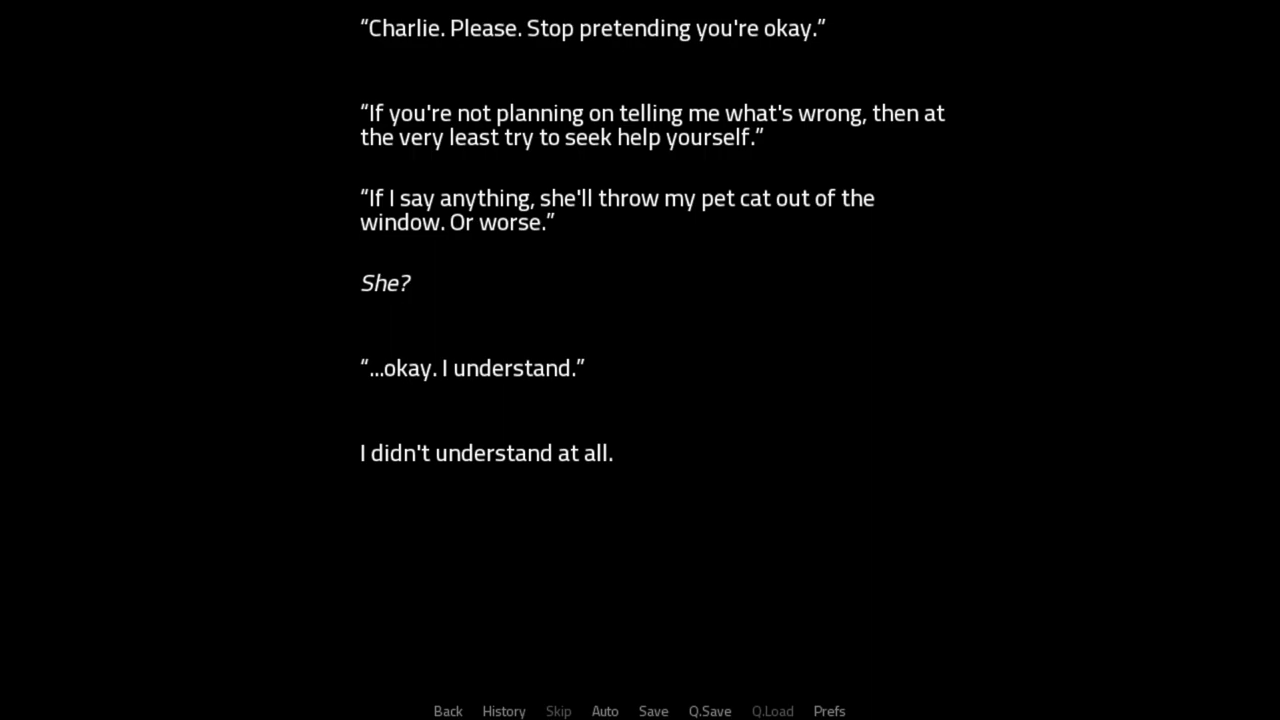 “Charlie. Please. Stop pretending you're okay.”
“If you're not planning on telling me what's wrong, then at
the very least try to seek help yourself.”
“If I say anything, she'll throw my pet cat out of the
window. Or worse.”
She?
“...okay. I understand.”
I didn't understand at all.
Back History Skip Auto Save Q.Save Q.Load Prefs